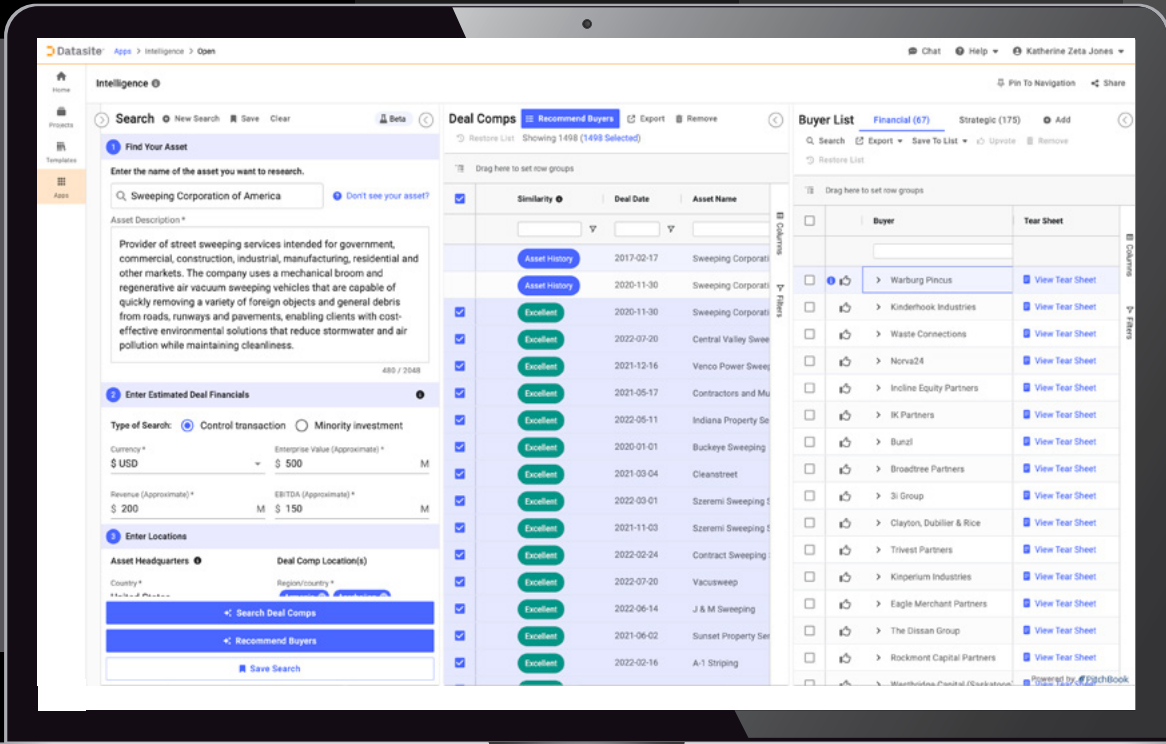 Datasite Apps > Intelligence > Open
Chat Help Katherine Zeta Jones
Home
Projects
Templates
Apps
Intelligence
Pin To Navigation Share
Search New Search Save Clear Beta
1 Find Your Asset
Enter the name of the asset you want to research.
Sweeping Corporation of America Don't see your asset?
Asset Description *
Provider of street sweeping services intended for government,
commercial, construction, industrial, manufacturing, residential and
other markets. The company uses a mechanical broom and
regenerative air vacuum sweeping vehicles that are capable of
quickly removing a variety of foreign objects and general debris
from roads, runways and pavements, enabling clients with cost-
effective environmental solutions that reduce stormwater and air
pollution while maintaining cleanliness.
480 / 2048
2 Enter Estimated Deal Financials
Type of Search: Control transaction Minority investment
Currency * Enterprise Value (Approximate) *
$ USD $ 500 M
Revenue (Approximate) * EBITDA (Approximate) *
$ 200 M $ 150 M
3 Enter Locations
Asset Headquarters Deal Comp Location(s)
Country * Region/country *
United States
Search Deal Comps
Recommend Buyers
Save Search
Deal Comps Recommend Buyers Export Remove
Restore List Showing 1498 (1498 Selected)
Drag here to set row groups
Similarity Deal Date Asset Name
Asset History 2017-02-17 Sweeping Corporati
Asset History 2020-11-30 Sweeping Corporati
Excellent 2020-11-30 Sweeping Corporati
Excellent 2022-07-20 Central Valley Swee
Excellent 2021-12-16 Venco Power Sweep
Excellent 2021-05-17 Contractors and Mu
Excellent 2022-05-11 Indiana Property Se
Excellent 2020-01-01 Buckeye Sweeping
Excellent 2021-03-04 Cleanstreet
Excellent 2022-03-01 Szeremi Sweeping S
Excellent 2021-11-03 Szeremi Sweeping S
Excellent 2022-02-24 Contract Sweeping
Excellent 2022-07-20 Vacusweep
Excellent 2022-06-14 J & M Sweeping
Excellent 2021-06-02 Sunset Property Ser
Excellent 2022-02-16 A-1 Striping
Columns
Filters
Buyer List Financial (67) Strategic (175) Add
Search Export Save To List Upvote Remove
Restore List
Drag here to set row groups
Buyer Tear Sheet
Warburg Pincus View Tear Sheet
Kinderhook Industries View Tear Sheet
Waste Connections View Tear Sheet
Norva24 View Tear Sheet
Incline Equity Partners View Tear Sheet
IK Partners View Tear Sheet
Bunzl View Tear Sheet
Broadtree Partners View Tear Sheet
3i Group View Tear Sheet
Clayton, Dubilier & Rice View Tear Sheet
Trivest Partners View Tear Sheet
Kinperium Industries View Tear Sheet
Eagle Merchant Partners View Tear Sheet
The Dissan Group View Tear Sheet
Rockmont Capital Partners View Tear Sheet
Westbridge Capital (Saskatoon)
Powered by PitchBook
Columns
Filters